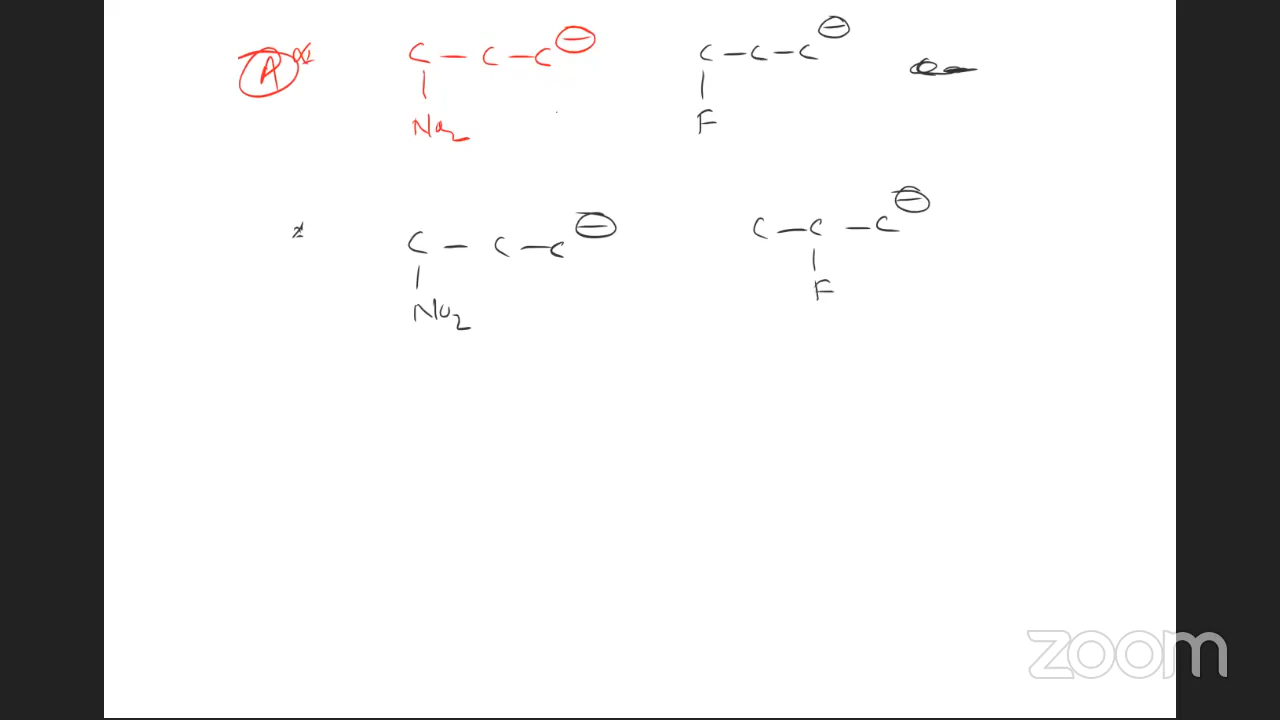 A
C — C — C ⊖   C — C — C ⊖
NO2   F
C — C — C ⊖   C — C — C ⊖
NO2   F
zoom